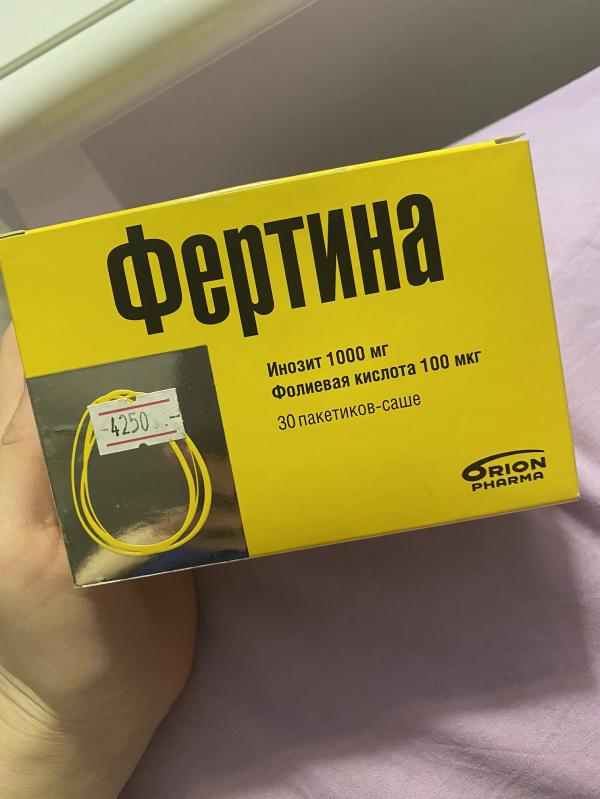 Фертина
Инозит 1000 мг
Фолиевая кислота 100 мкг
30 пакетиков-саше
4250
ORION
PHARMA